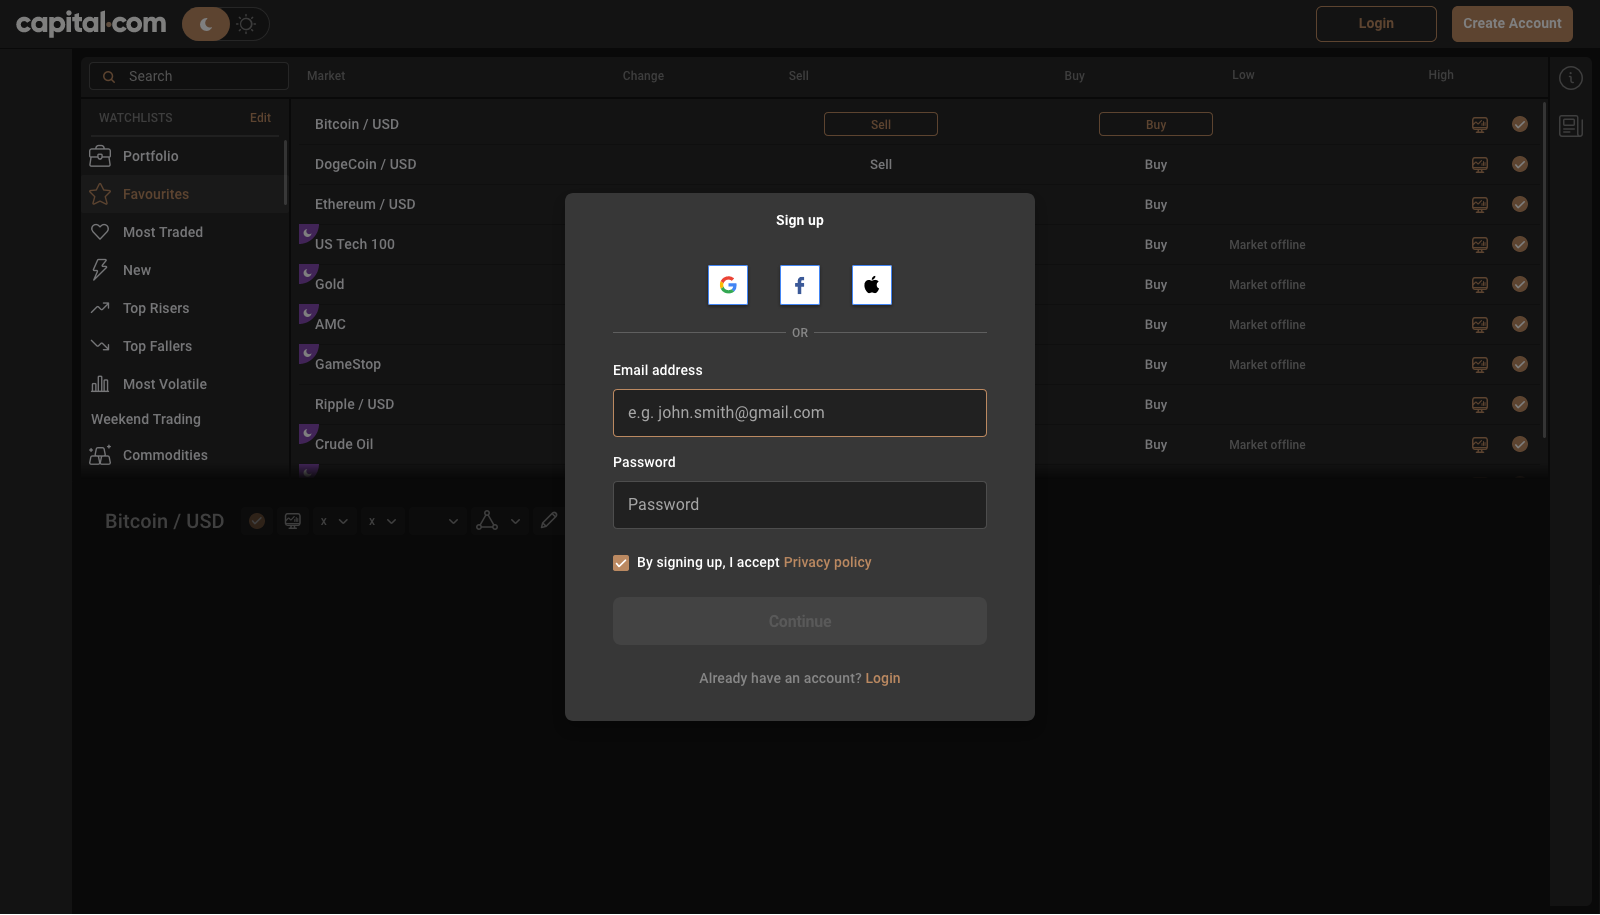 capital.com
Login
Create Account
Search
Market
Change
Sell
Buy
Low
High
WATCHLISTS
Edit
Portfolio
Favourites
Most Traded
New
Top Risers
Top Fallers
Most Volatile
Weekend Trading
Commodities
Bitcoin / USD
Sell
Buy
DogeCoin / USD
Sell
Buy
Ethereum / USD
Buy
US Tech 100
Buy
Market offline
Gold
Buy
Market offline
AMC
Buy
Market offline
GameStop
Buy
Market offline
Ripple / USD
Buy
Crude Oil
Buy
Market offline
Bitcoin / USD
x
x
Sign up
OR
Email address
e.g. john.smith@gmail.com
Password
Password
By signing up, I accept Privacy policy
Continue
Already have an account? Login